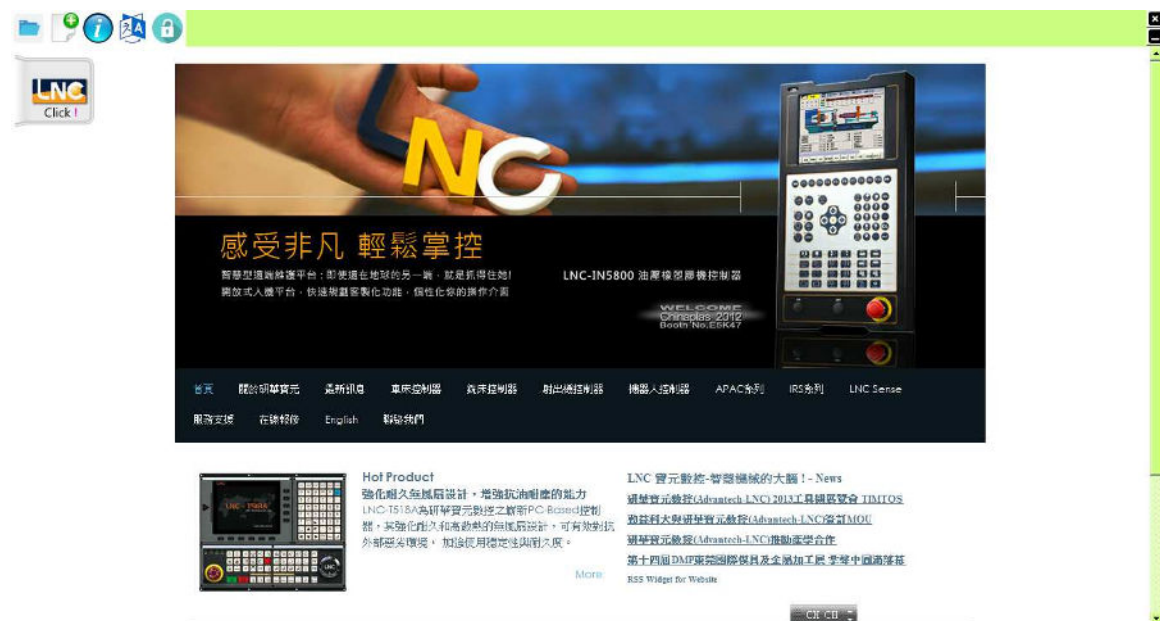 LNC
Click !
LNC
感受非凡 輕鬆掌控
智慧型遠端維護平台:即使遠在地球的另一端,就是抓得住她!
開放式人機平台,快速規劃客製化功能,個性化你的操作介面
LNC-IN5800 油壓橡塑膠機控制器
WELCOME
Chinaplas 2012
Booth No.E5K47
首頁 關於研華寶元 最新訊息 車床控制器 銑床控制器 射出機控制器 機器人控制器 APAC系列 IRS系列 LNC Sense
服務支援 在線報修 English 聯絡我們
Hot Product
強化耐久無風扇設計,增強抗油耐塵的能力
LNC-T518A為研華寶元數控之嶄新PC-Based控制
器,其強化耐久和高散熱的無風扇設計,可有效對抗
外部惡劣環境, 加強使用穩定性與耐久度。
More
LNC 寶元數控-智慧機械的大腦!- News
研華寶元數控(Advantech-LNC) 2013工具機展覽會 TIMTOS
勤益科大與研華寶元數控(Advantech-LNC)簽訂MOU
研華寶元數控(Advantech-LNC)推動產學合作
第十四屆DMP東莞國際模具及金屬加工展 掌聲中圓滿落幕
RSS Widget for Website
CH CH